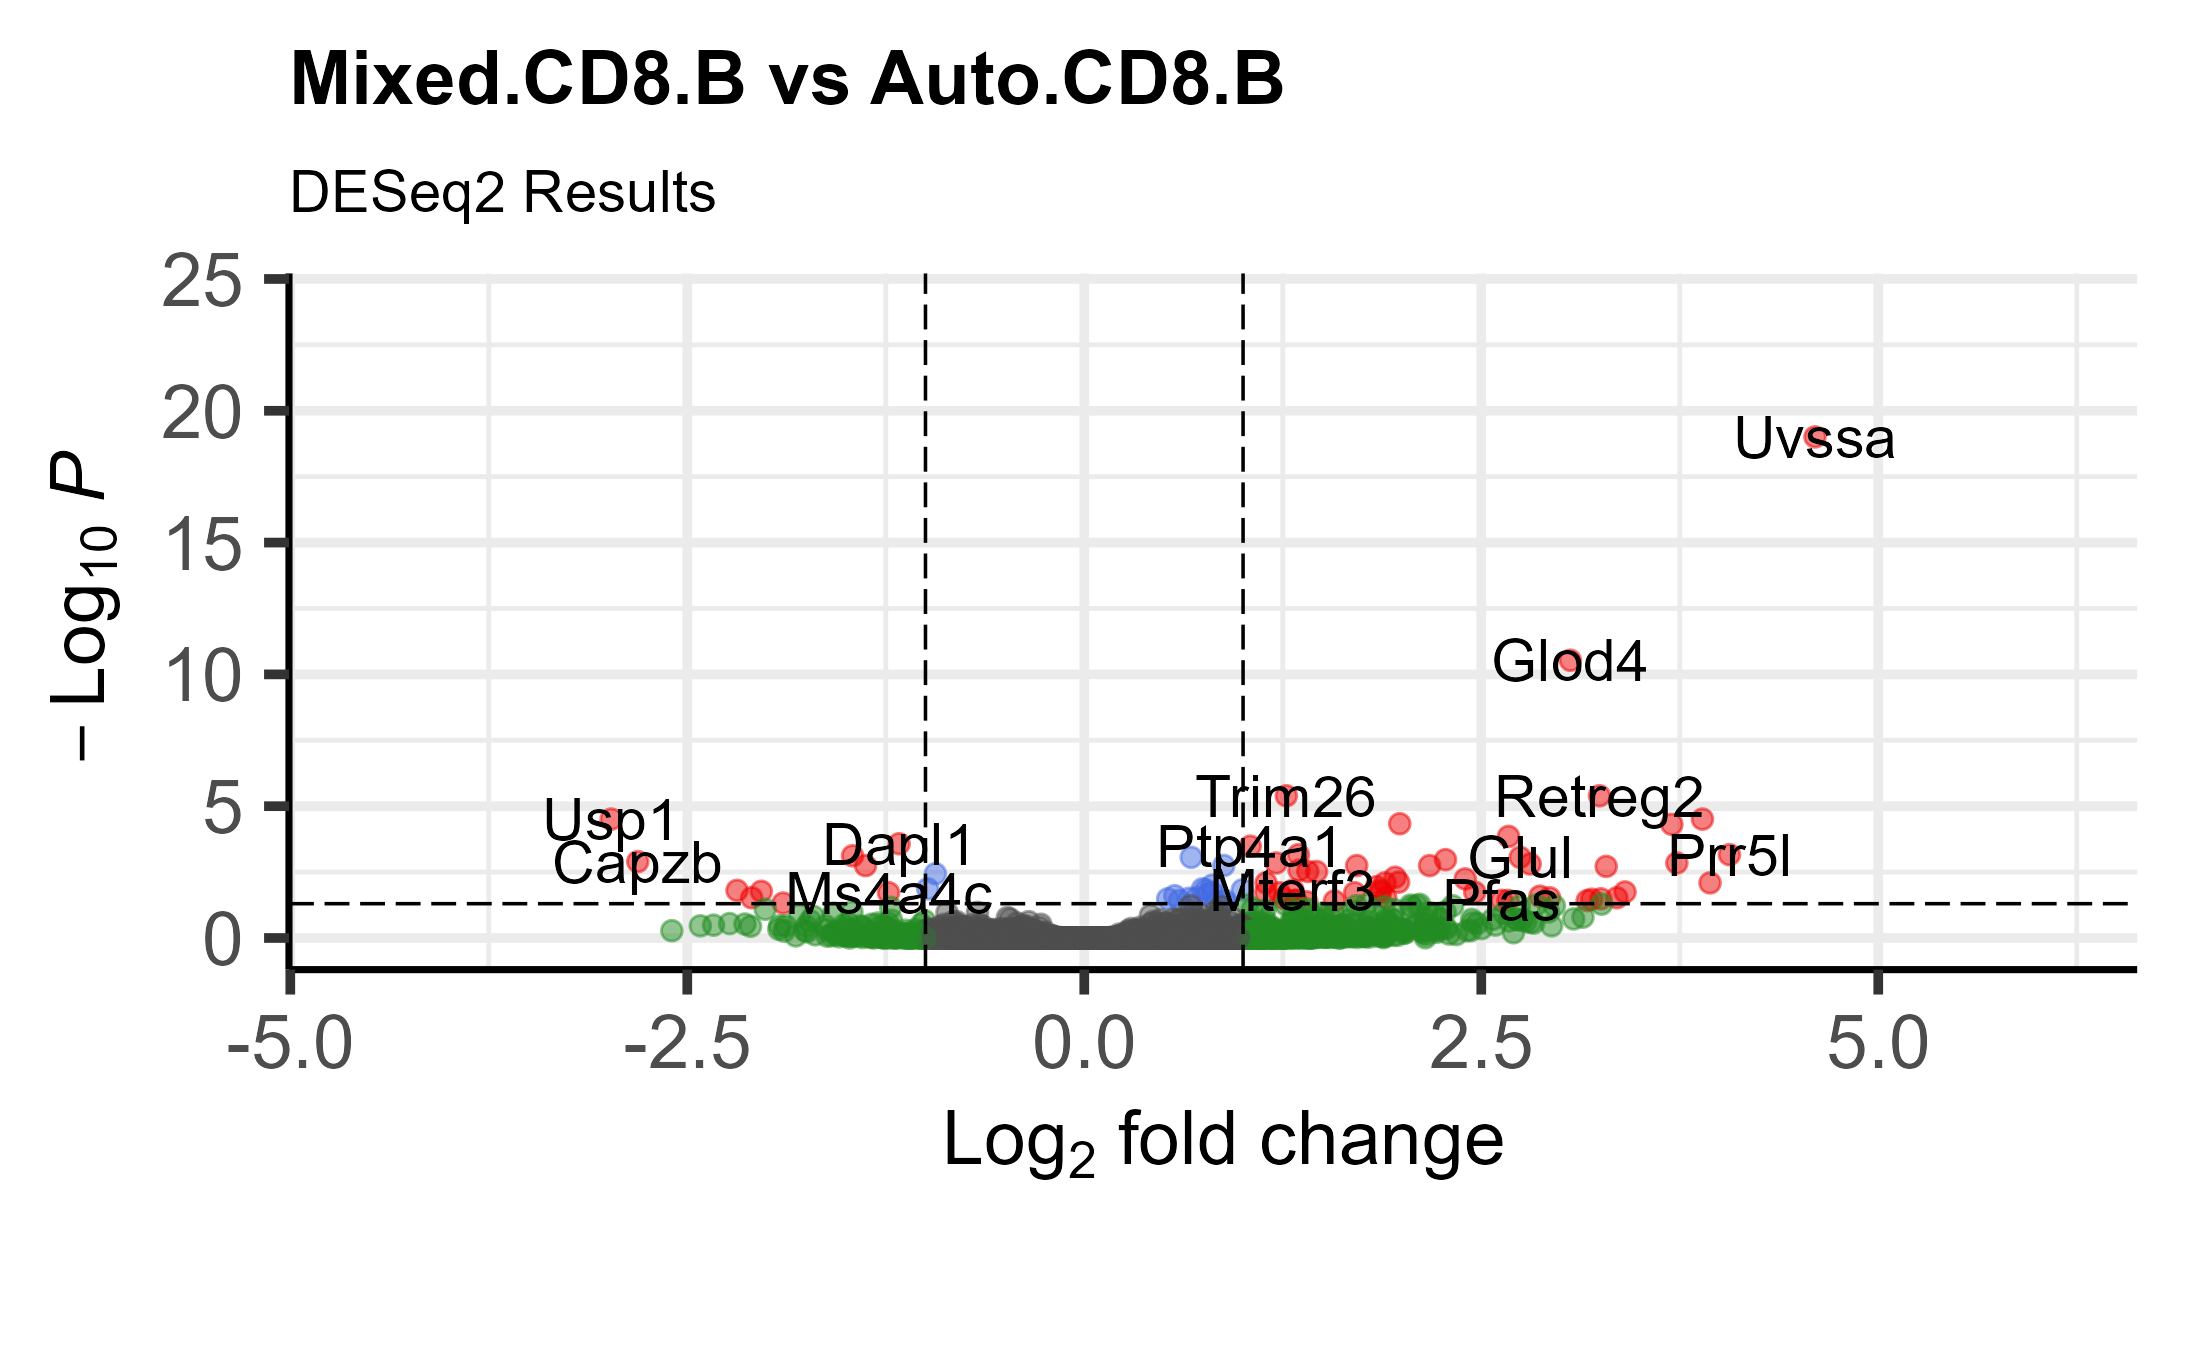 Mixed.CD8.B vs Auto.CD8.B
DESeq2 Results
25
20
15
10
5
0
− Log10 P
Uvssa
Glod4
Trim26
Retreg2
Usp1
Dapl1
Ptp4a1
Glul
Prr5l
Capzb
Ms4a4c
Mterf3
Pfas
-5.0 -2.5 0.0 2.5 5.0
Log2 fold change